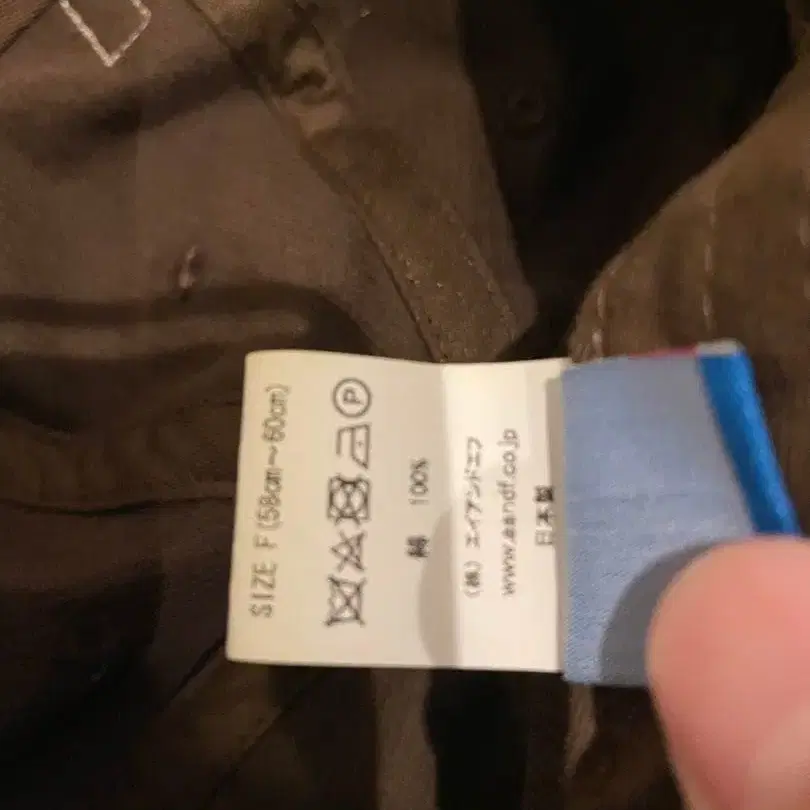 SIZE F(58cm～60cm)
P
綿 100%
(株) エイアンドエフ
www.aandf.co.jp
日本製